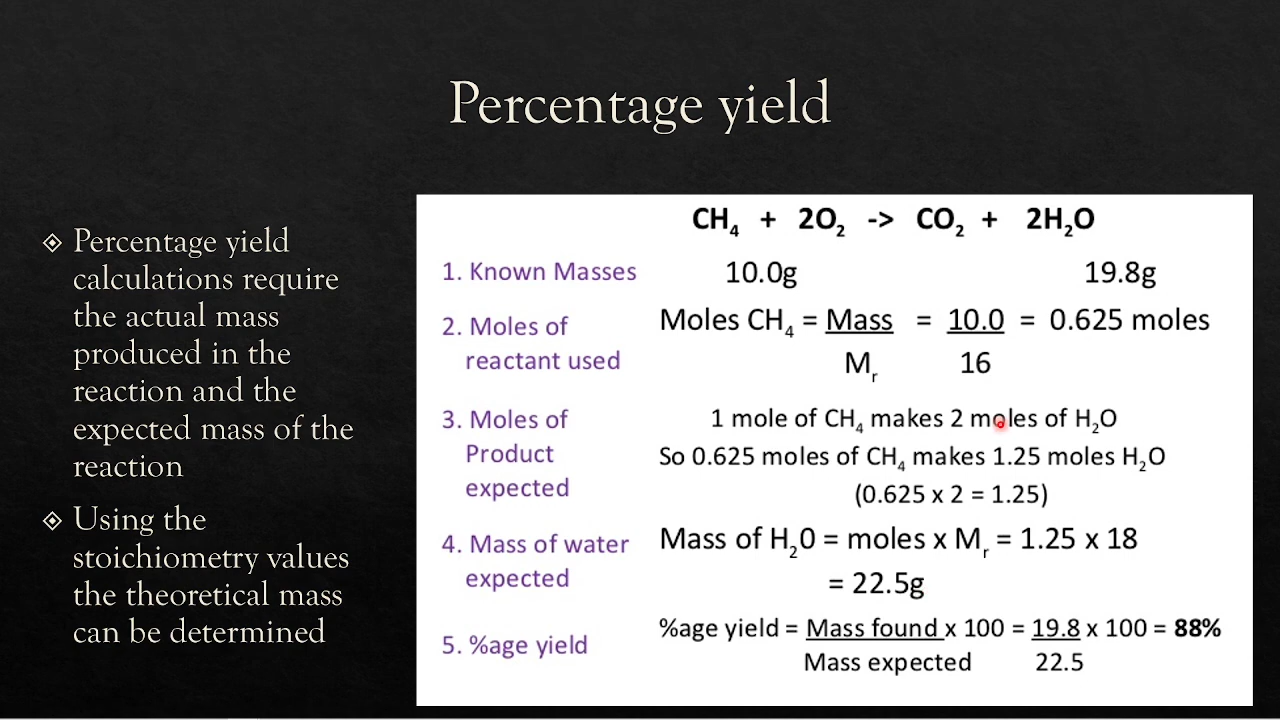 Percentage yield
Percentage yield
calculations require
the actual mass
produced in the
reaction and the
expected mass of the
reaction
Using the
stoichiometry values
the theoretical mass
can be determined
CH₄ + 2O₂ -> CO₂ + 2H₂O
1. Known Masses 10.0g 19.8g
2. Moles of
reactant used
Moles CH₄ = Mass = 10.0 = 0.625 moles
Mᵣ 16
3. Moles of
Product
expected
1 mole of CH₄ makes 2 moles of H₂O
So 0.625 moles of CH₄ makes 1.25 moles H₂O
(0.625 x 2 = 1.25)
4. Mass of water
expected
Mass of H₂0 = moles x Mᵣ = 1.25 x 18
= 22.5g
5. %age yield
%age yield = Mass found x 100 = 19.8 x 100 = 88%
Mass expected 22.5